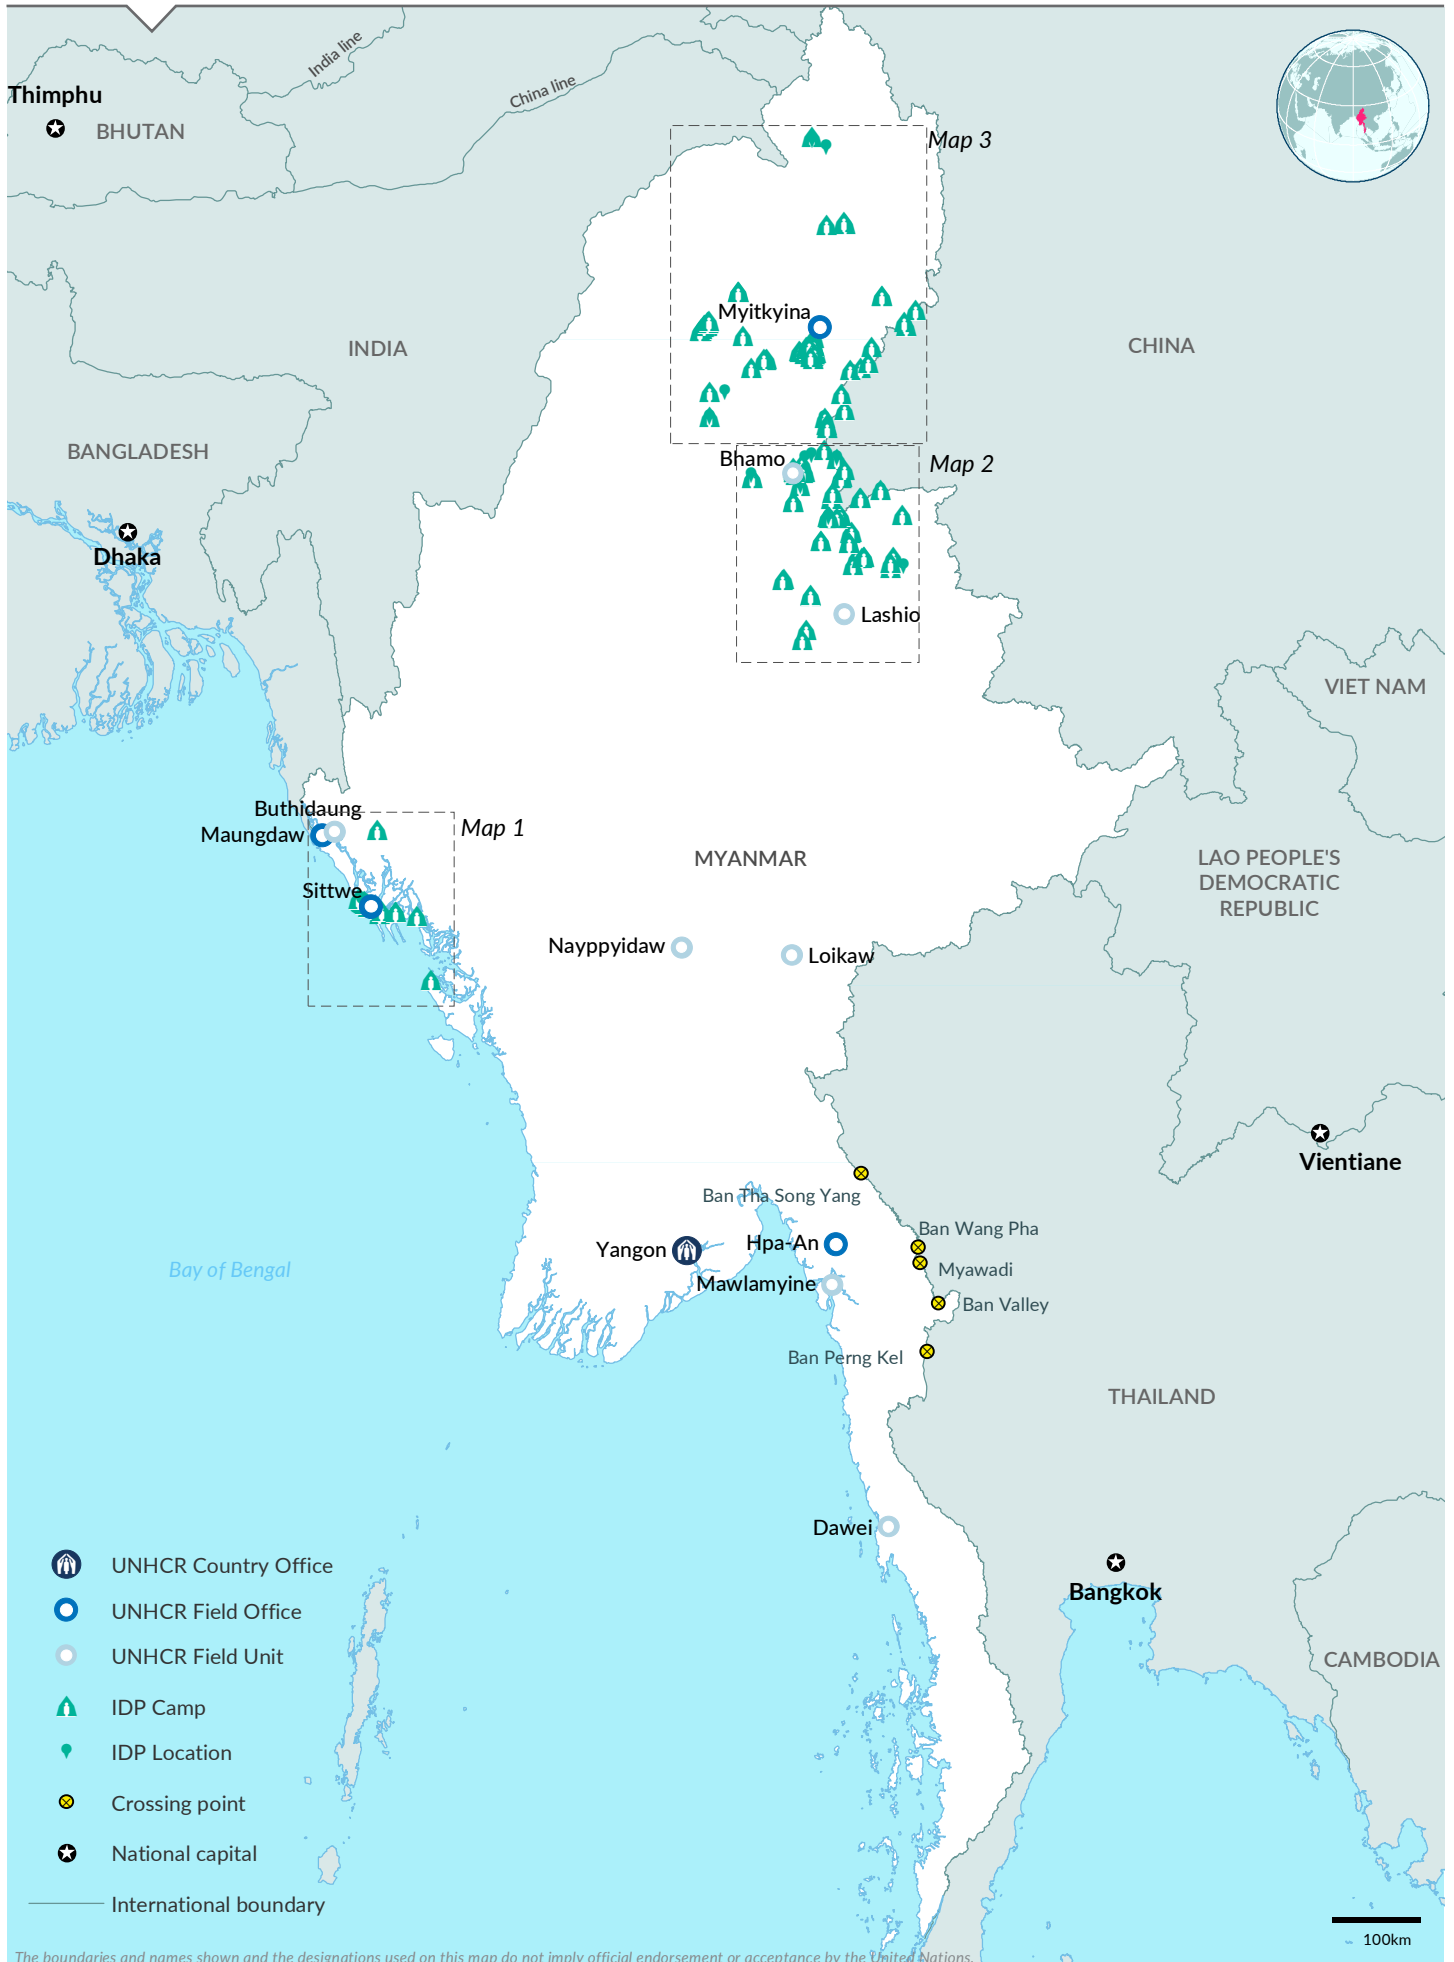 India line
China line
Thimphu
BHUTAN
Map 3
Myitkyina
INDIA
CHINA
BANGLADESH
Bhamo
Map 2
Dhaka
Lashio
VIET NAM
Buthidaung
Maungdaw
Map 1
MYANMAR
LAO PEOPLE'S
DEMOCRATIC
REPUBLIC
Sittwe
Nayppyidaw
Loikaw
Vientiane
Ban Tha Song Yang
Ban Wang Pha
Yangon
Hpa-An
Bay of Bengal
Myawadi
Mawlamyine
Ban Valley
Ban Perng Kel
THAILAND
Dawei
Bangkok
CAMBODIA
UNHCR Country Office
UNHCR Field Office
UNHCR Field Unit
IDP Camp
IDP Location
Crossing point
National capital
International boundary
100km
The boundaries and names shown and the designations used on this map do not imply official endorsement or acceptance by the United Nations.